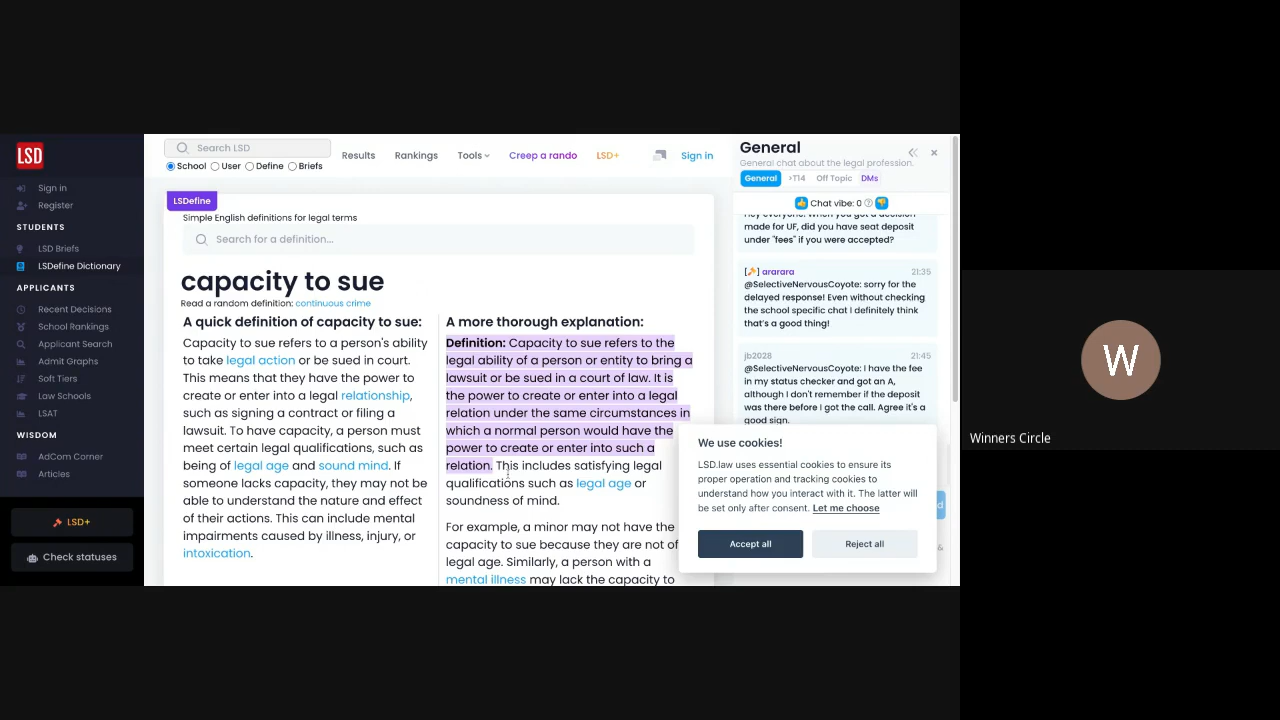 LSD
Sign in
Register
STUDENTS
LSD Briefs
LSDefine Dictionary
APPLICANTS
Recent Decisions
School Rankings
Applicant Search
Admit Graphs
Soft Tiers
Law Schools
LSAT
WISDOM
AdCom Corner
Articles
LSD+
Check statuses
Search LSD
School User Define Briefs
Results Rankings Tools Creep a rando LSD+ Sign in
LSDefine
Simple English definitions for legal terms
Search for a definition...
capacity to sue
Read a random definition: continuous crime
A quick definition of capacity to sue:
Capacity to sue refers to a person's ability
to take legal action or be sued in court.
This means that they have the power to
create or enter into a legal relationship,
such as signing a contract or filing a
lawsuit. To have capacity, a person must
meet certain legal qualifications, such as
being of legal age and sound mind. If
someone lacks capacity, they may not be
able to understand the nature and effect
of their actions. This can include mental
impairments caused by illness, injury, or
intoxication.
A more thorough explanation:
Definition: Capacity to sue refers to the
legal ability of a person or entity to bring a
lawsuit or be sued in a court of law. It is
the power to create or enter into a legal
relation under the same circumstances in
which a normal person would have the
power to create or enter into such a
relation. This includes satisfying legal
qualifications such as legal age or
soundness of mind.
For example, a minor may not have the
capacity to sue because they are not of
legal age. Similarly, a person with a
mental illness may lack the capacity to
General
General chat about the legal profession.
General >T14 Off Topic DMs
Chat vibe: 0
Hey everyone! When you got a decision
made for UF, did you have seat deposit
under "fees" if you were accepted?
ararara 21:35
@SelectiveNervousCoyote: sorry for the
delayed response! Even without checking
the school specific chat I definitely think
that's a good thing!
jb2028 21:45
@SelectiveNervousCoyote: I have the fee
in my status checker and got an A,
although I don't remember if the deposit
was there before I got the call. Agree it's a
good sign.
We use cookies!
LSD.law uses essential cookies to ensure its
proper operation and tracking cookies to
understand how you interact with it. The latter will
be set only after consent. Let me choose
Accept all Reject all
W
Winners Circle